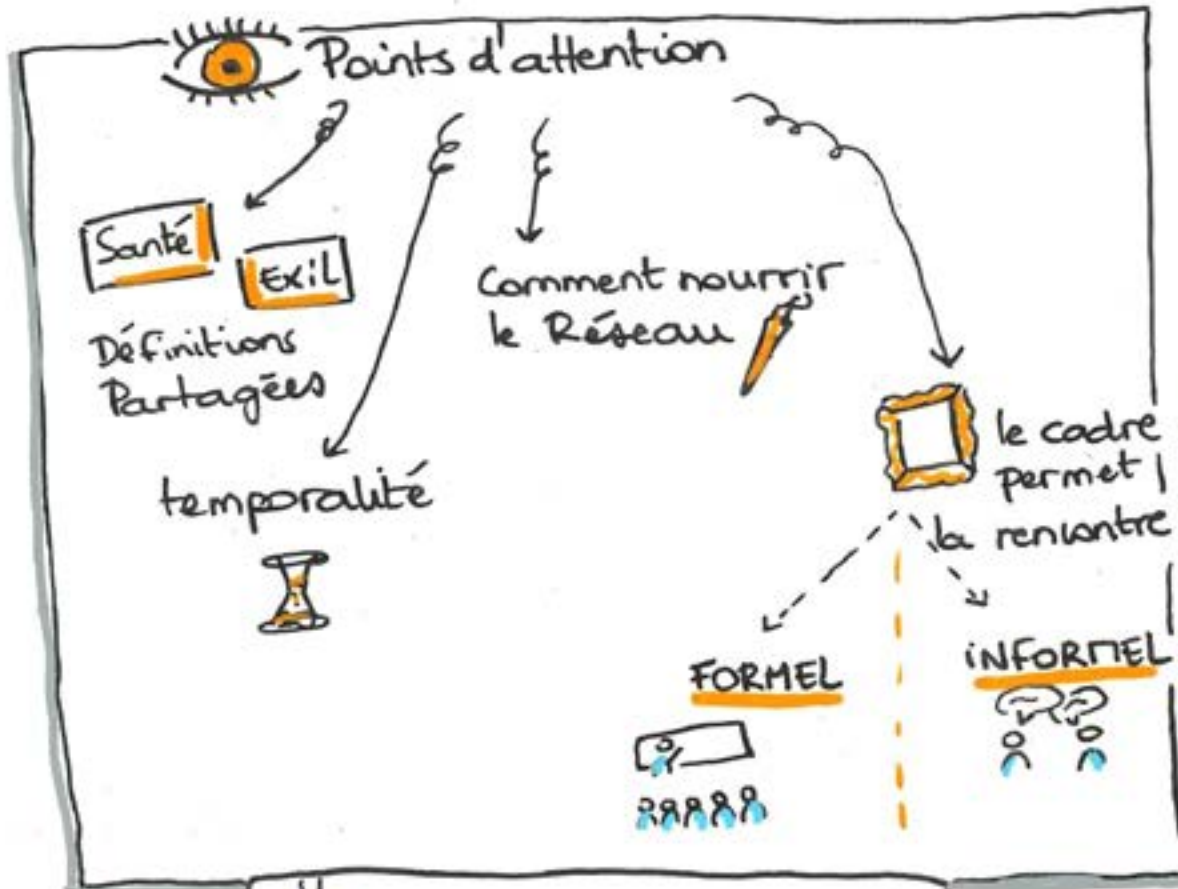 Points d'attention
Santé
EXiL
Définitions
Partagées
temporalité
Comment nourrir
le Réseau
le cadre
permet
la rencontre
FORMEL
iNFORMEL